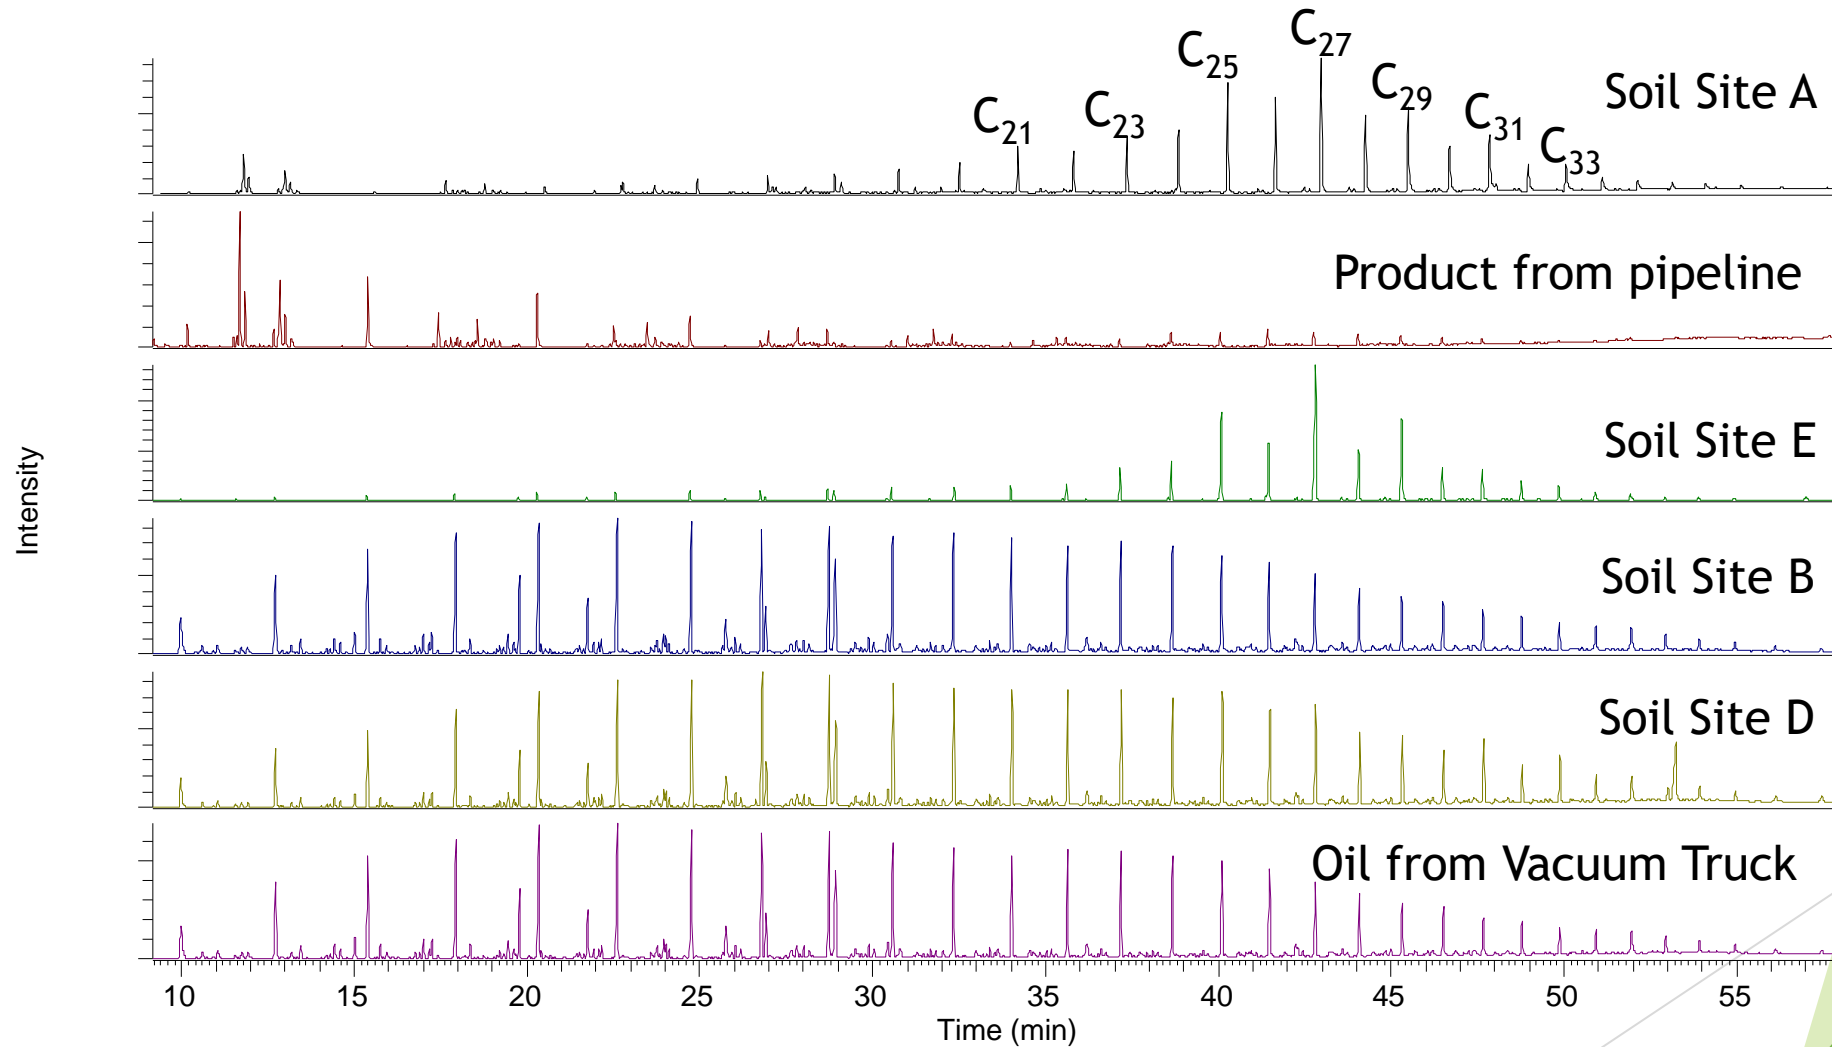 C27
C25
C29
C21
C23
C31
C33
Soil Site A
Product from pipeline
Soil Site E
Soil Site B
Soil Site D
Oil from Vacuum Truck
Intensity
10 15 20 25 30 35 40 45 50 55
Time (min)